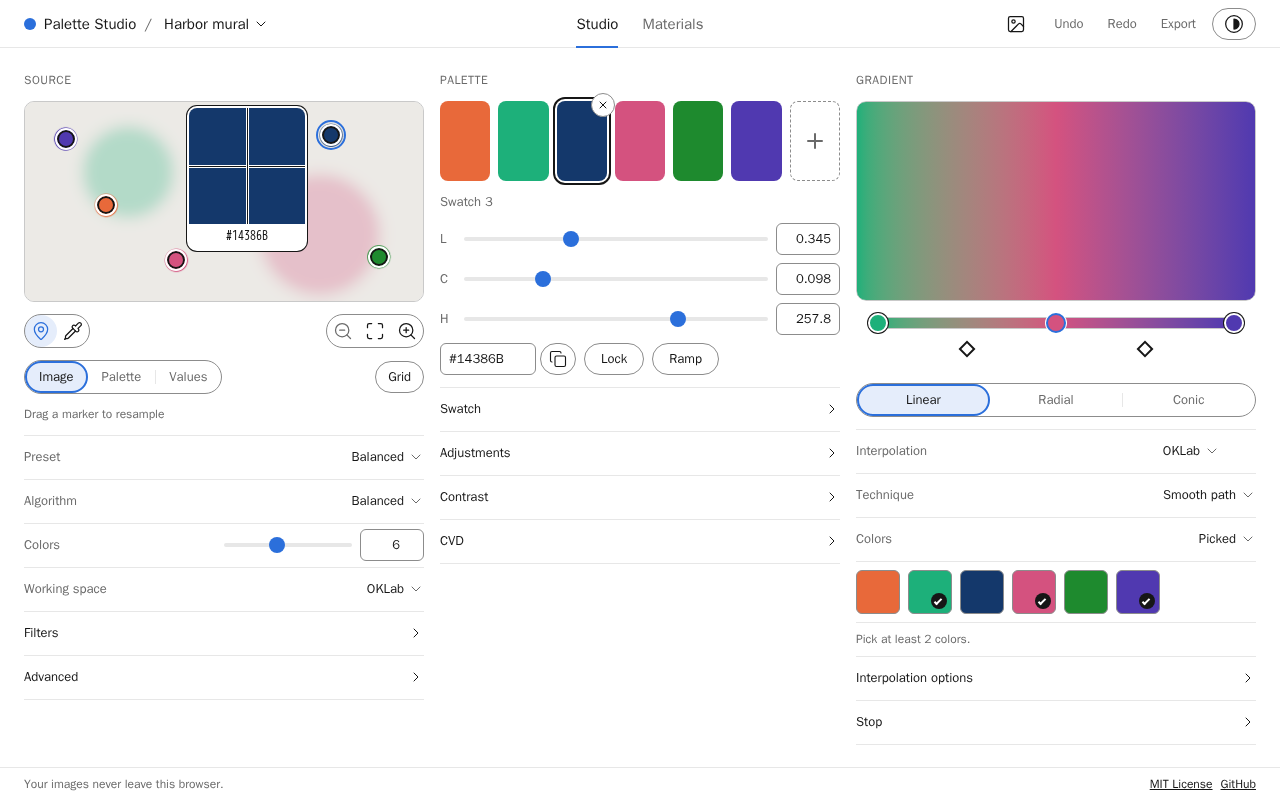 Palette Studio / Harbor mural
Studio Materials
Undo Redo Export
SOURCE
#14386B
Image Palette Values Grid
Drag a marker to resample
Preset Balanced
Algorithm Balanced
Colors 6
Working space OKLab
Filters
Advanced
PALETTE
Swatch 3
L 0.345
C 0.098
H 257.8
#14386B Lock Ramp
Swatch
Adjustments
Contrast
CVD
GRADIENT
Linear Radial Conic
Interpolation OKLab
Technique Smooth path
Colors Picked
Pick at least 2 colors.
Interpolation options
Stop
Your images never leave this browser.
MIT License GitHub